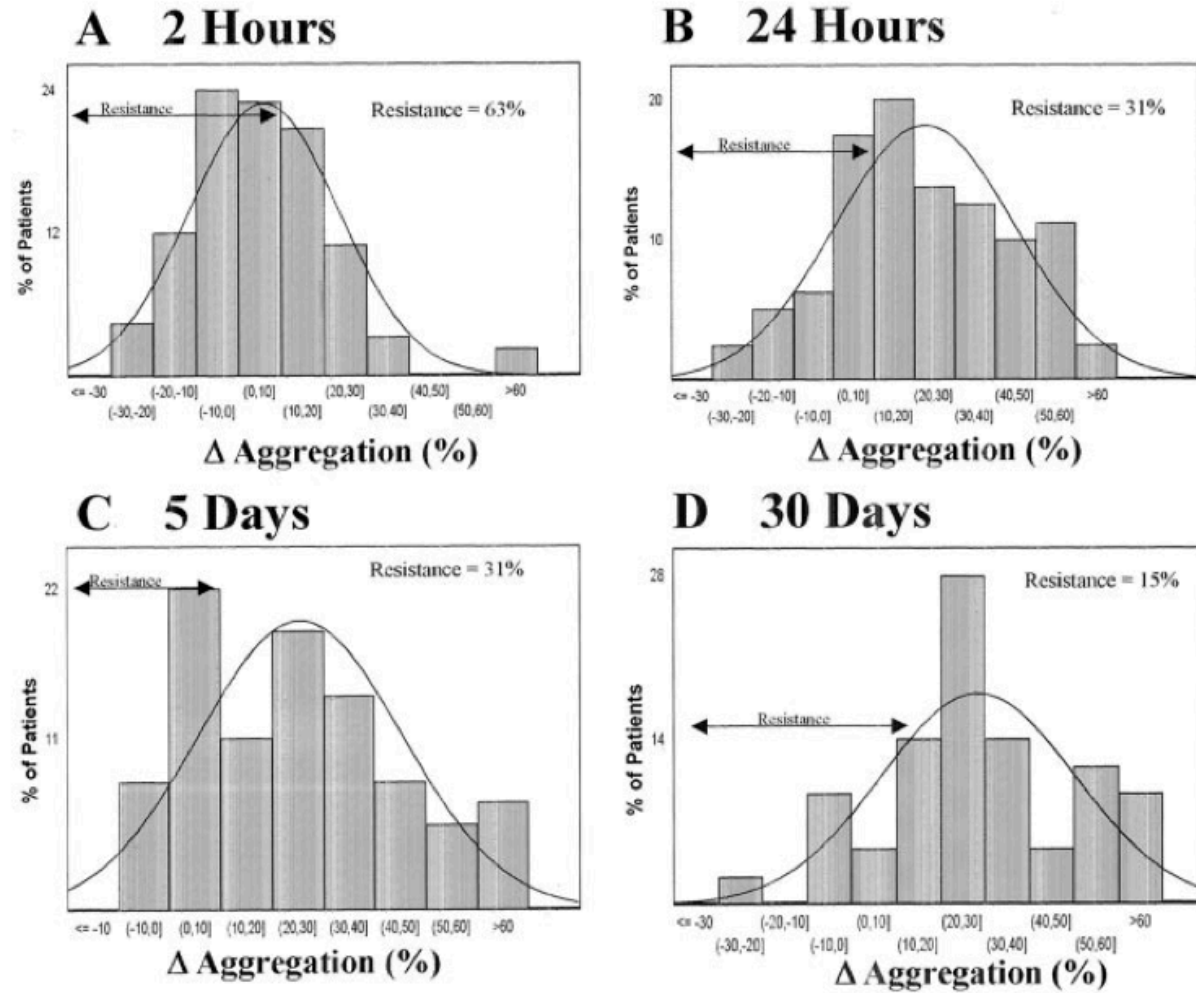 A 2 Hours
24
Resistance
Resistance = 63%
12
% of Patients
<= -30
(-30,-20]
(-20,-10]
(-10,0]
(0,10]
(10,20]
(20,30]
(30,40]
(40,50]
(50,60]
>60
Δ Aggregation (%)
B 24 Hours
20
Resistance
Resistance = 31%
10
% of Patients
<= -30
(-30,-20]
(-20,-10]
(-10,0]
(0,10]
(10,20]
(20,30]
(30,40]
(40,50]
(50,60]
>60
Δ Aggregation (%)
C 5 Days
22
Resistance
Resistance = 31%
11
% of Patients
<= -10
(-10,0]
(0,10]
(10,20]
(20,30]
(30,40]
(40,50]
(50,60]
>60
Δ Aggregation (%)
D 30 Days
28
Resistance
Resistance = 15%
14
% of Patients
<= -30
(-30,-20]
(-20,-10]
(-10,0]
(0,10]
(10,20]
(20,30]
(30,40]
(40,50]
(50,60]
>60
Δ Aggregation (%)